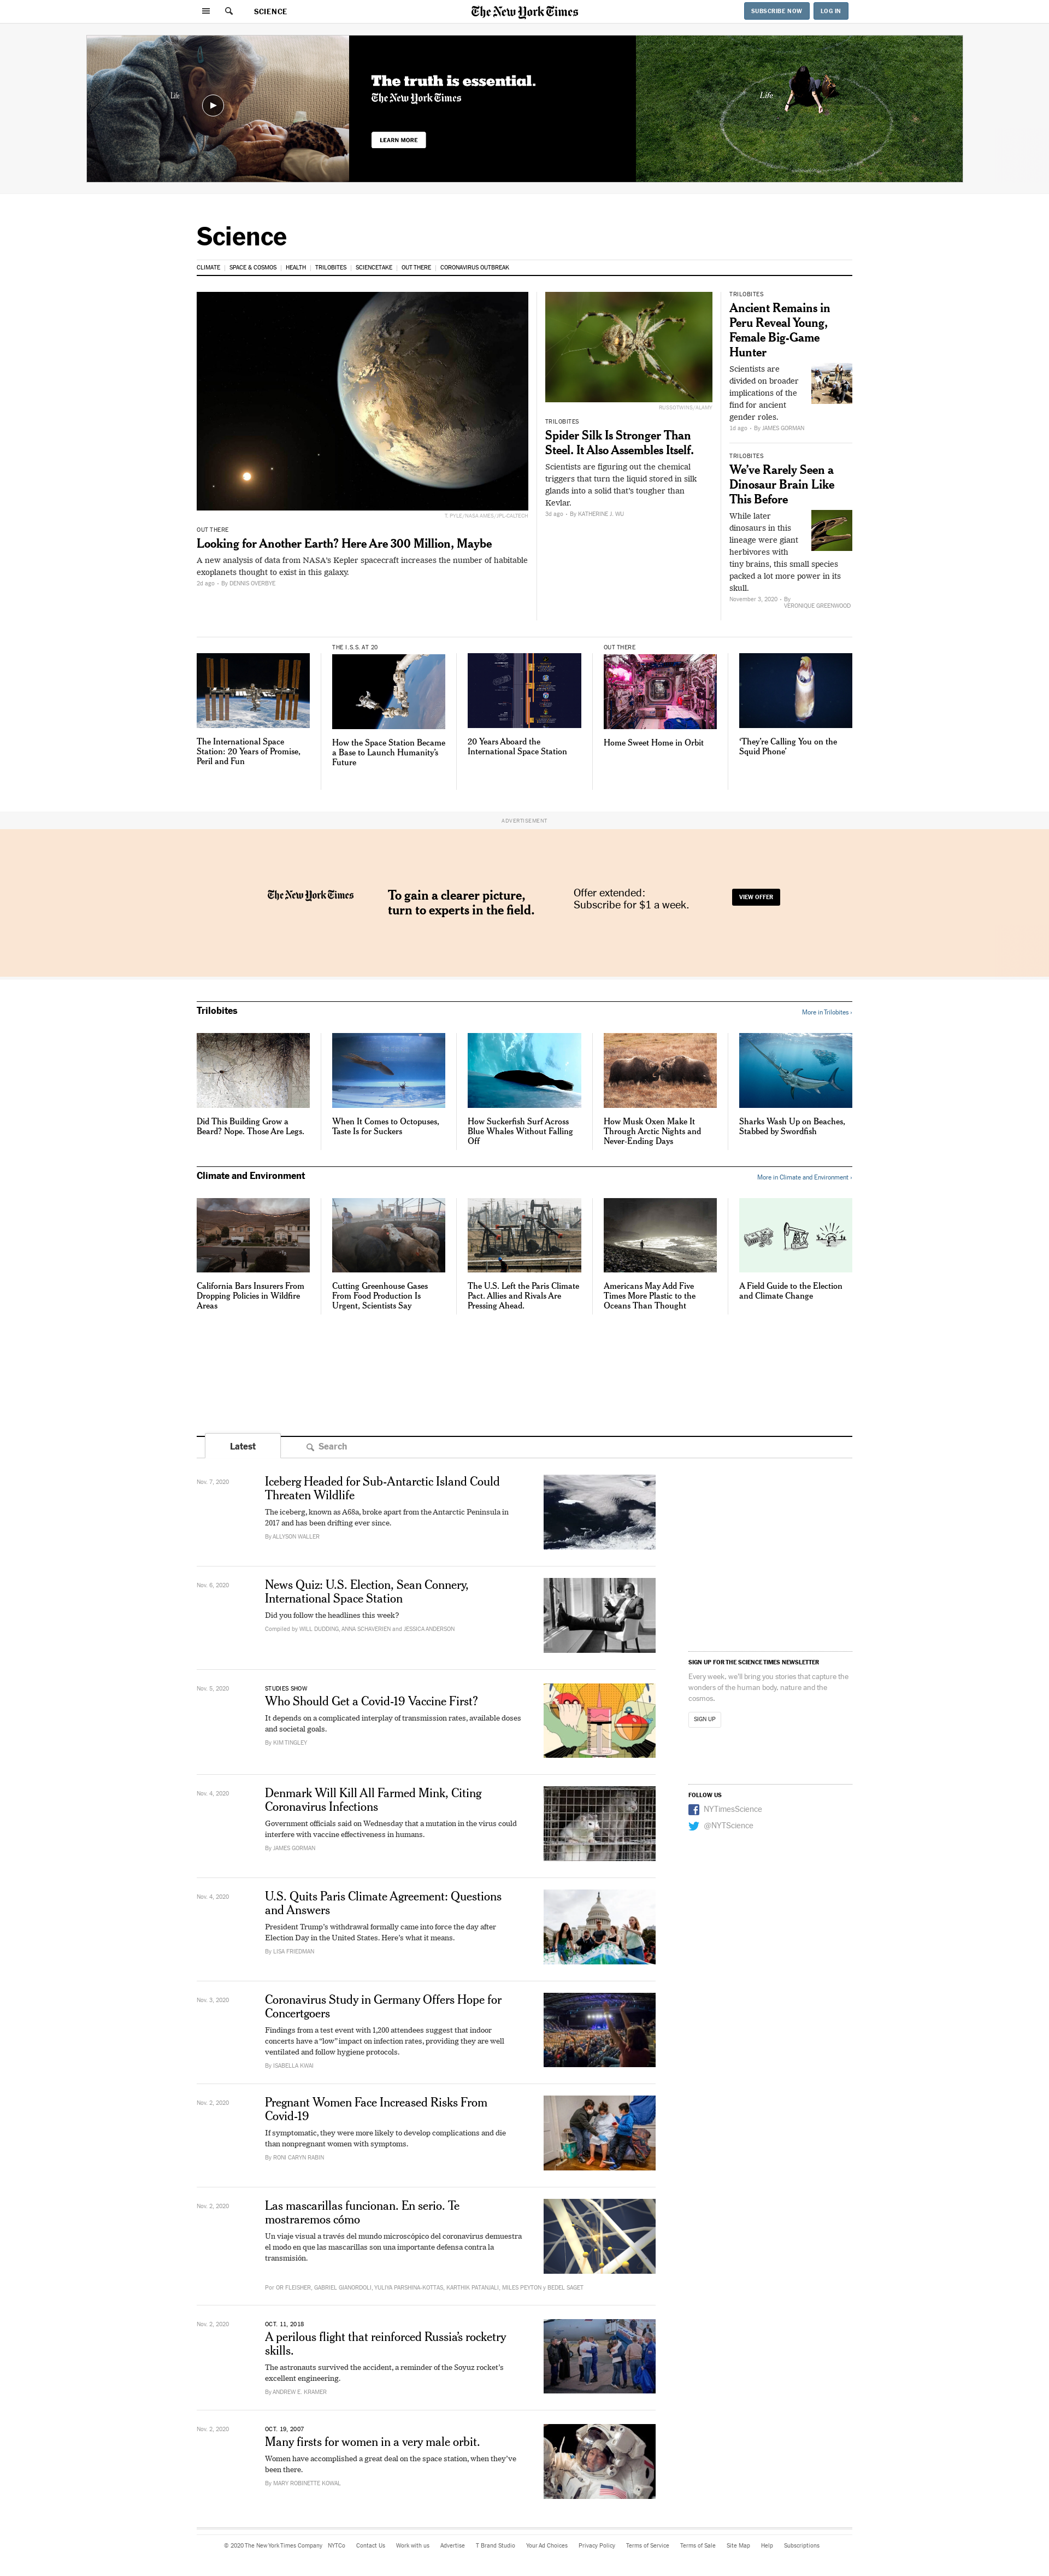 SCIENCE
The New York Times
SUBSCRIBE NOW
LOG IN
Life
The truth is essential.
The New York Times
LEARN MORE
Life
Science
CLIMATE
SPACE & COSMOS
HEALTH
TRILOBITES
SCIENCETAKE
OUT THERE
CORONAVIRUS OUTBREAK
T. PYLE/NASA AMES/JPL-CALTECH
OUT THERE
Looking for Another Earth? Here Are 300 Million, Maybe
A new analysis of data from NASA's Kepler spacecraft increases the number of habitable
exoplanets thought to exist in this galaxy.
2d ago • By DENNIS OVERBYE
RUSSOTWINS/ALAMY
TRILOBITES
Spider Silk Is Stronger Than
Steel. It Also Assembles Itself.
Scientists are figuring out the chemical
triggers that turn the liquid stored in silk
glands into a solid that's tougher than
Kevlar.
3d ago • By KATHERINE J. WU
TRILOBITES
Ancient Remains in
Peru Reveal Young,
Female Big-Game
Hunter
Scientists are
divided on broader
implications of the
find for ancient
gender roles.
1d ago • By JAMES GORMAN
TRILOBITES
We've Rarely Seen a
Dinosaur Brain Like
This Before
While later
dinosaurs in this
lineage were giant
herbivores with
tiny brains, this small species
packed a lot more power in its
skull.
November 3, 2020 • By
VERONIQUE GREENWOOD
The International Space
Station: 20 Years of Promise,
Peril and Fun
THE I.S.S. AT 20
How the Space Station Became
a Base to Launch Humanity's
Future
20 Years Aboard the
International Space Station
OUT THERE
Home Sweet Home in Orbit
'They're Calling You on the
Squid Phone'
ADVERTISEMENT
The New York Times
To gain a clearer picture,
turn to experts in the field.
Offer extended:
Subscribe for $1 a week.
VIEW OFFER
Trilobites
More in Trilobites ›
Did This Building Grow a
Beard? Nope. Those Are Legs.
When It Comes to Octopuses,
Taste Is for Suckers
How Suckerfish Surf Across
Blue Whales Without Falling
Off
How Musk Oxen Make It
Through Arctic Nights and
Never-Ending Days
Sharks Wash Up on Beaches,
Stabbed by Swordfish
Climate and Environment
More in Climate and Environment ›
California Bars Insurers From
Dropping Policies in Wildfire
Areas
Cutting Greenhouse Gases
From Food Production Is
Urgent, Scientists Say
The U.S. Left the Paris Climate
Pact. Allies and Rivals Are
Pressing Ahead.
Americans May Add Five
Times More Plastic to the
Oceans Than Thought
A Field Guide to the Election
and Climate Change
Latest
Search
Nov. 7, 2020
Iceberg Headed for Sub-Antarctic Island Could
Threaten Wildlife
The iceberg, known as A68a, broke apart from the Antarctic Peninsula in
2017 and has been drifting ever since.
By ALLYSON WALLER
Nov. 6, 2020
News Quiz: U.S. Election, Sean Connery,
International Space Station
Did you follow the headlines this week?
Compiled by WILL DUDDING, ANNA SCHAVERIEN and JESSICA ANDERSON
SIGN UP FOR THE SCIENCE TIMES NEWSLETTER
Every week, we'll bring you stories that capture the
wonders of the human body, nature and the
cosmos.
SIGN UP
Nov. 5, 2020
STUDIES SHOW
Who Should Get a Covid-19 Vaccine First?
It depends on a complicated interplay of transmission rates, available doses
and societal goals.
By KIM TINGLEY
Nov. 4, 2020
Denmark Will Kill All Farmed Mink, Citing
Coronavirus Infections
Government officials said on Wednesday that a mutation in the virus could
interfere with vaccine effectiveness in humans.
By JAMES GORMAN
FOLLOW US
NYTimesScience
@NYTScience
Nov. 4, 2020
U.S. Quits Paris Climate Agreement: Questions
and Answers
President Trump's withdrawal formally came into force the day after
Election Day in the United States. Here's what it means.
By LISA FRIEDMAN
Nov. 3, 2020
Coronavirus Study in Germany Offers Hope for
Concertgoers
Findings from a test event with 1,200 attendees suggest that indoor
concerts have a "low" impact on infection rates, providing they are well
ventilated and follow hygiene protocols.
By ISABELLA KWAI
Nov. 2, 2020
Pregnant Women Face Increased Risks From
Covid-19
If symptomatic, they were more likely to develop complications and die
than nonpregnant women with symptoms.
By RONI CARYN RABIN
Nov. 2, 2020
Las mascarillas funcionan. En serio. Te
mostraremos cómo
Un viaje visual a través del mundo microscópico del coronavirus demuestra
el modo en que las mascarillas son una importante defensa contra la
transmisión.
Por OR FLEISHER, GABRIEL GIANORDOLI, YULIYA PARSHINA-KOTTAS, KARTHIK PATANJALI, MILES PEYTON y BEDEL SAGET
Nov. 2, 2020
OCT. 11, 2018
A perilous flight that reinforced Russia's rocketry
skills.
The astronauts survived the accident, a reminder of the Soyuz rocket's
excellent engineering.
By ANDREW E. KRAMER
Nov. 2, 2020
OCT. 19, 2007
Many firsts for women in a very male orbit.
Women have accomplished a great deal on the space station, when they've
been there.
By MARY ROBINETTE KOWAL
© 2020 The New York Times Company
NYTCo
Contact Us
Work with us
Advertise
T Brand Studio
Your Ad Choices
Privacy Policy
Terms of Service
Terms of Sale
Site Map
Help
Subscriptions